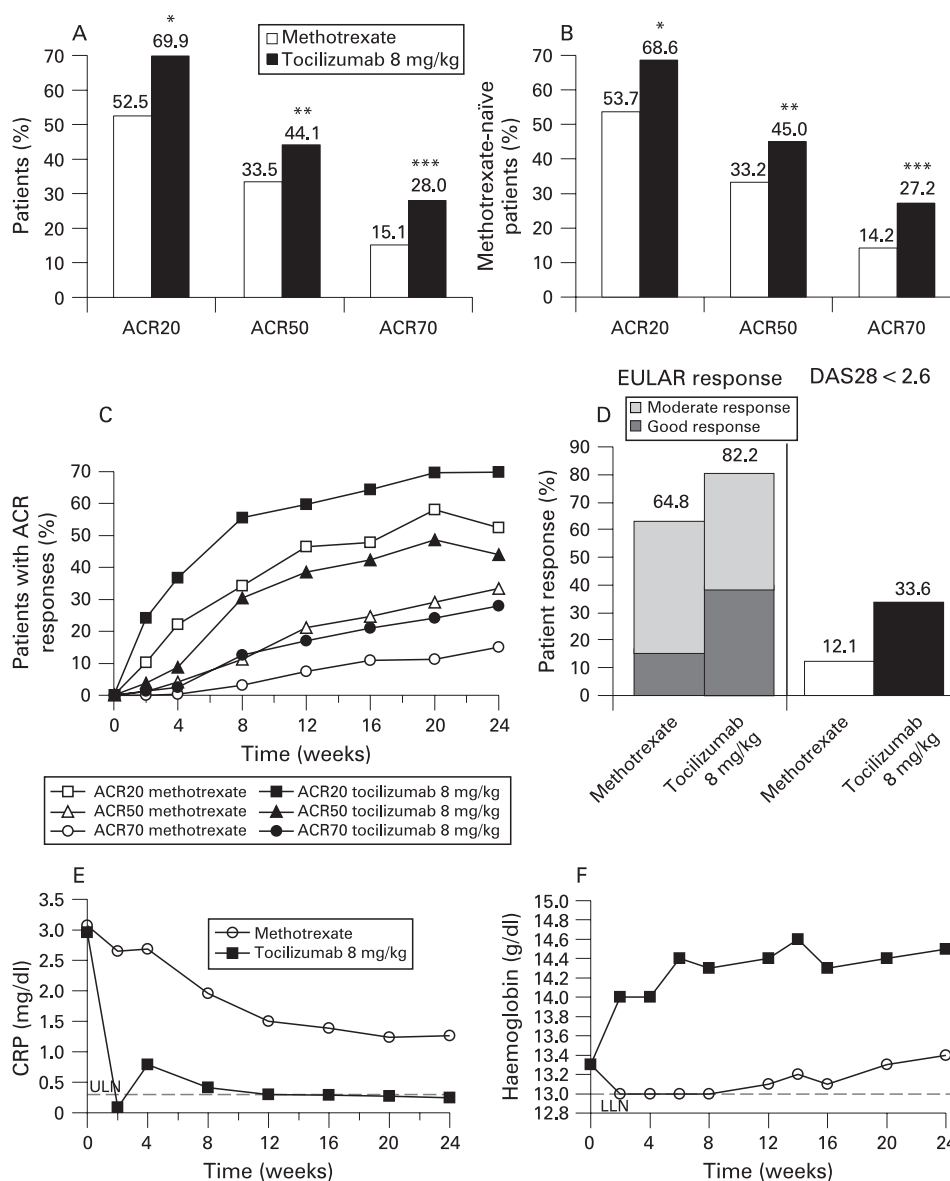 A
Methotrexate
Tocilizumab 8 mg/kg
Patients (%)
70
60
50
40
30
20
10
0
52.5
*
69.9
33.5
**
44.1
15.1
***
28.0
ACR20 ACR50 ACR70
B
Methotrexate-naïve
patients (%)
70
60
50
40
30
20
10
0
53.7
*
68.6
33.2
**
45.0
14.2
***
27.2
ACR20 ACR50 ACR70
C
Patients with ACR
responses (%)
70
60
50
40
30
20
10
0
0 4 8 12 16 20 24
Time (weeks)
ACR20 methotrexate ACR20 tocilizumab 8 mg/kg
ACR50 methotrexate ACR50 tocilizumab 8 mg/kg
ACR70 methotrexate ACR70 tocilizumab 8 mg/kg
EULAR response DAS28 < 2.6
D
Moderate response
Good response
Patient response (%)
90
80
70
60
50
40
30
20
10
0
64.8
82.2
12.1
33.6
Methotrexate
Tocilizumab
8 mg/kg
Methotrexate
Tocilizumab
8 mg/kg
E
Methotrexate
Tocilizumab 8 mg/kg
CRP (mg/dl)
3.5
3.0
2.5
2.0
1.5
1.0
0.5
0
ULN
0 4 8 12 16 20 24
Time (weeks)
F
Haemoglobin (g/dl)
15.0
14.8
14.6
14.4
14.2
14.0
13.8
13.6
13.4
13.2
13.0
12.8
LLN
0 4 8 12 16 20 24
Time (weeks)